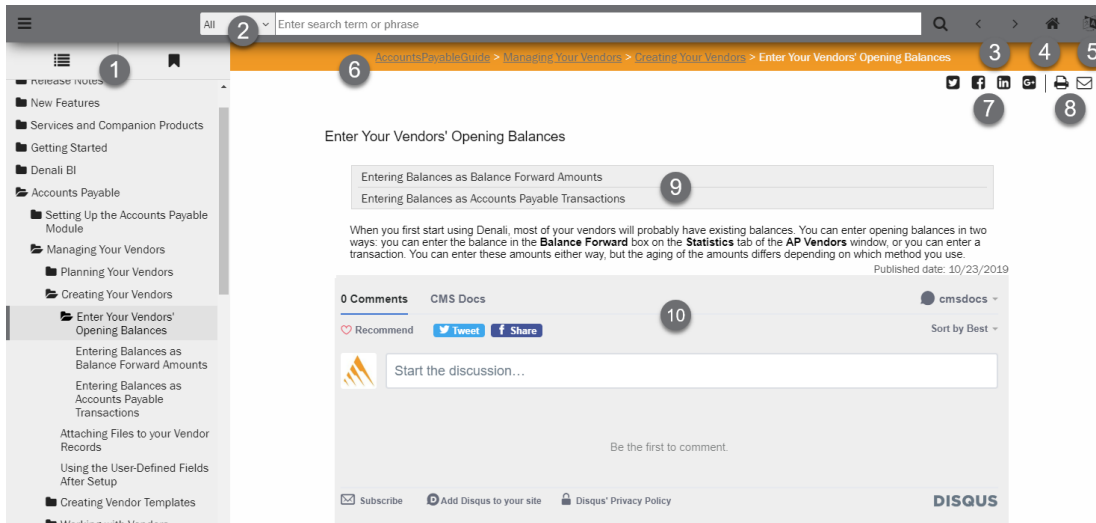 All
Enter search term or phrase
1
2
3
4
5
6
AccountsPayableGuide > Managing Your Vendors > Creating Your Vendors > Enter Your Vendors' Opening Balances
7
8
Release Notes
New Features
Services and Companion Products
Getting Started
Denali BI
Accounts Payable
Setting Up the Accounts Payable
Module
Managing Your Vendors
Planning Your Vendors
Creating Your Vendors
Enter Your Vendors'
Opening Balances
Entering Balances as
Balance Forward Amounts
Entering Balances as
Accounts Payable
Transactions
Attaching Files to your Vendor
Records
Using the User-Defined Fields
After Setup
Creating Vendor Templates
Working with Vendors
Enter Your Vendors' Opening Balances
Entering Balances as Balance Forward Amounts
9
Entering Balances as Accounts Payable Transactions
When you first start using Denali, most of your vendors will probably have existing balances. You can enter opening balances in two
ways: you can enter the balance in the Balance Forward box on the Statistics tab of the AP Vendors window, or you can enter a
transaction. You can enter these amounts either way, but the aging of the amounts differs depending on which method you use.
Published date: 10/23/2019
0 Comments CMS Docs
10
cmsdocs
Recommend Tweet f Share
Sort by Best
Start the discussion…
Be the first to comment.
Subscribe Add Disqus to your site Disqus' Privacy Policy
DISQUS